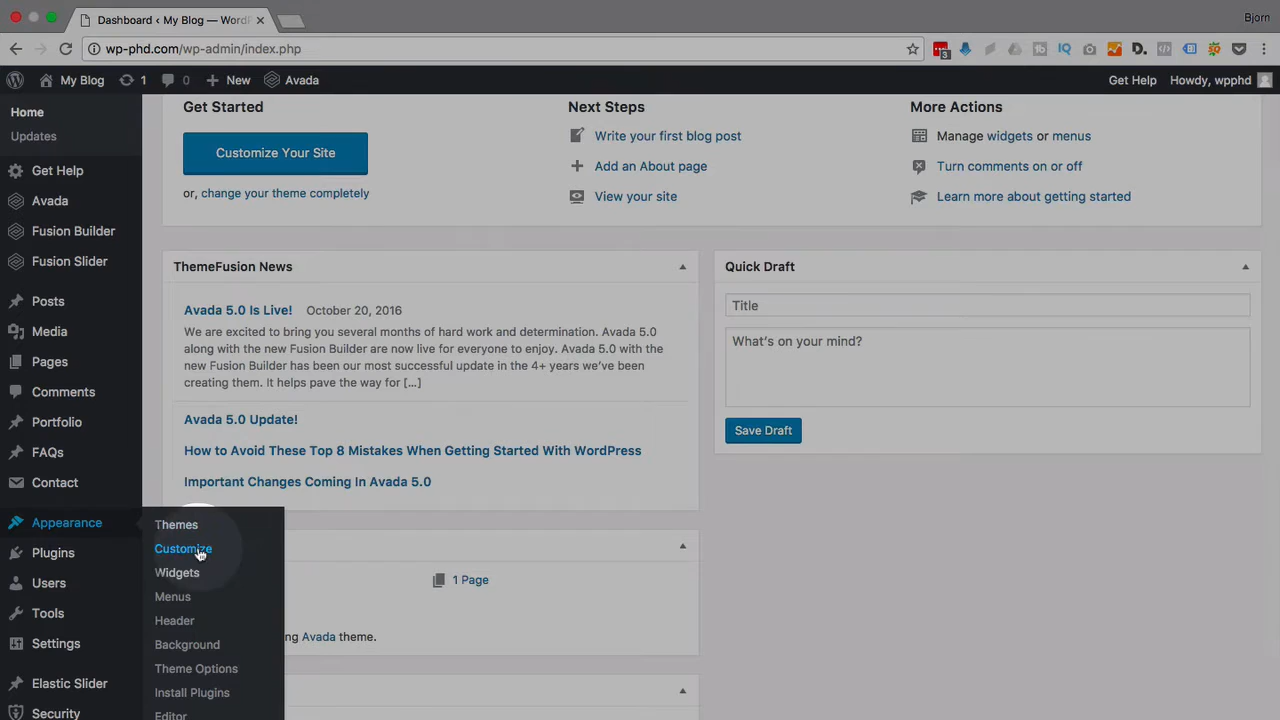 Dashboard ‹ My Blog — WordP
Bjorn
wp-phd.com/wp-admin/index.php
3
My Blog
1
0
New
Avada
Get Help
Howdy, wpphd
Home
Updates
Get Help
Avada
Fusion Builder
Fusion Slider
Posts
Media
Pages
Comments
Portfolio
FAQs
Contact
Appearance
Plugins
Users
Tools
Settings
Elastic Slider
Security
Themes
Customize
Widgets
Menus
Header
Background
Theme Options
Install Plugins
Editor
Get Started
Customize Your Site
or, change your theme completely
Next Steps
Write your first blog post
Add an About page
View your site
More Actions
Manage widgets or menus
Turn comments on or off
Learn more about getting started
ThemeFusion News
Avada 5.0 Is Live! October 20, 2016
We are excited to bring you several months of hard work and determination. Avada 5.0
along with the new Fusion Builder are now live for everyone to enjoy. Avada 5.0 with the
new Fusion Builder has been our most successful update in the 4+ years we've been
creating them. It helps pave the way for […]
Avada 5.0 Update!
How to Avoid These Top 8 Mistakes When Getting Started With WordPress
Important Changes Coming In Avada 5.0
1 Page
ng Avada theme.
Quick Draft
Title
What's on your mind?
Save Draft